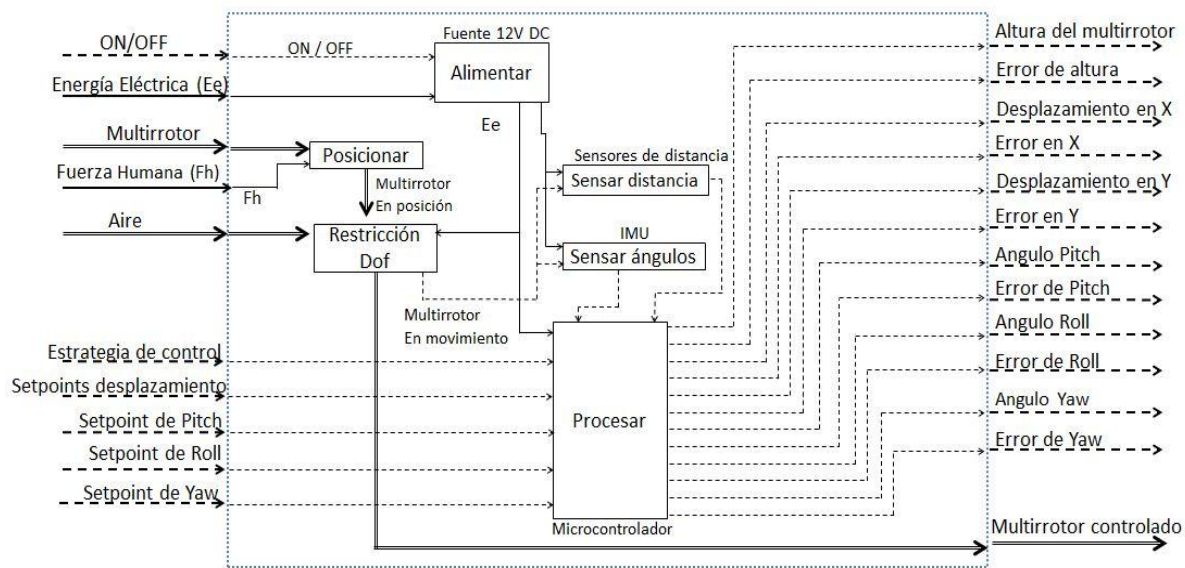 ON/OFF
Energía Eléctrica (Ee)
Multirrotor
Fuerza Humana (Fh)
Aire
Estrategia de control
Setpoints desplazamiento
Setpoint de Pitch
Setpoint de Roll
Setpoint de Yaw
ON / OFF
Fuente 12V DC
Alimentar
Ee
Posicionar
Fh
Multirrotor
En posición
Restricción
Dof
Sensores de distancia
Sensar distancia
IMU
Sensar ángulos
Multirrotor
En movimiento
Procesar
Microcontrolador
Altura del multirrotor
Error de altura
Desplazamiento en X
Error en X
Desplazamiento en Y
Error en Y
Angulo Pitch
Error de Pitch
Angulo Roll
Error de Roll
Angulo Yaw
Error de Yaw
Multirrotor controlado